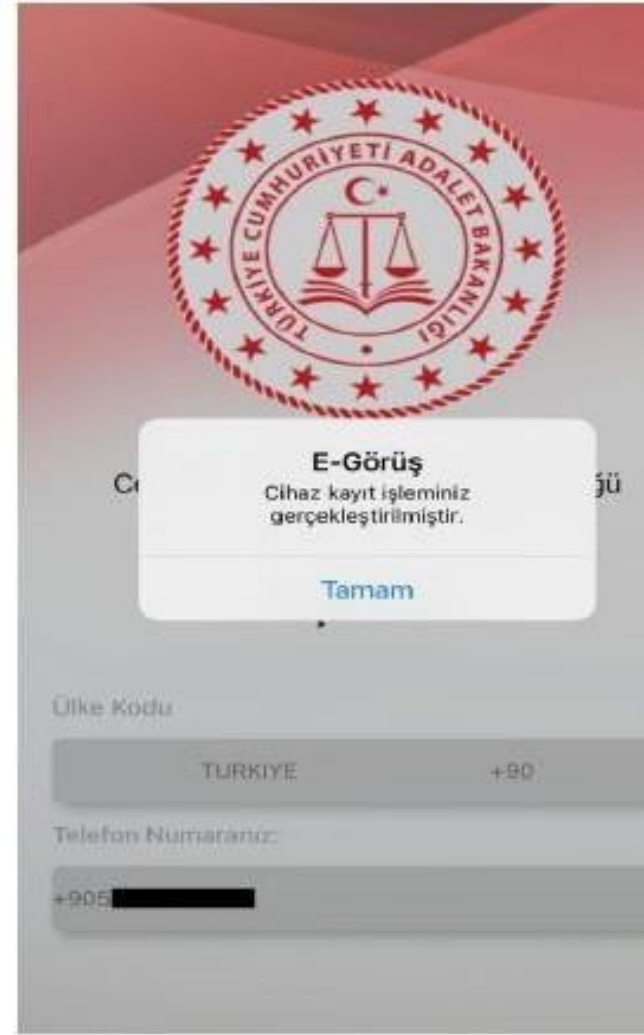 TÜRKİYE CUMHURİYETİ ADALET BAKANLIĞI
E-Görüş
Cihaz kayıt işleminiz
gerçekleştirilmiştir.
Tamam
Ülke Kodu
TURKIYE +90
Telefon Numaranız:
+905